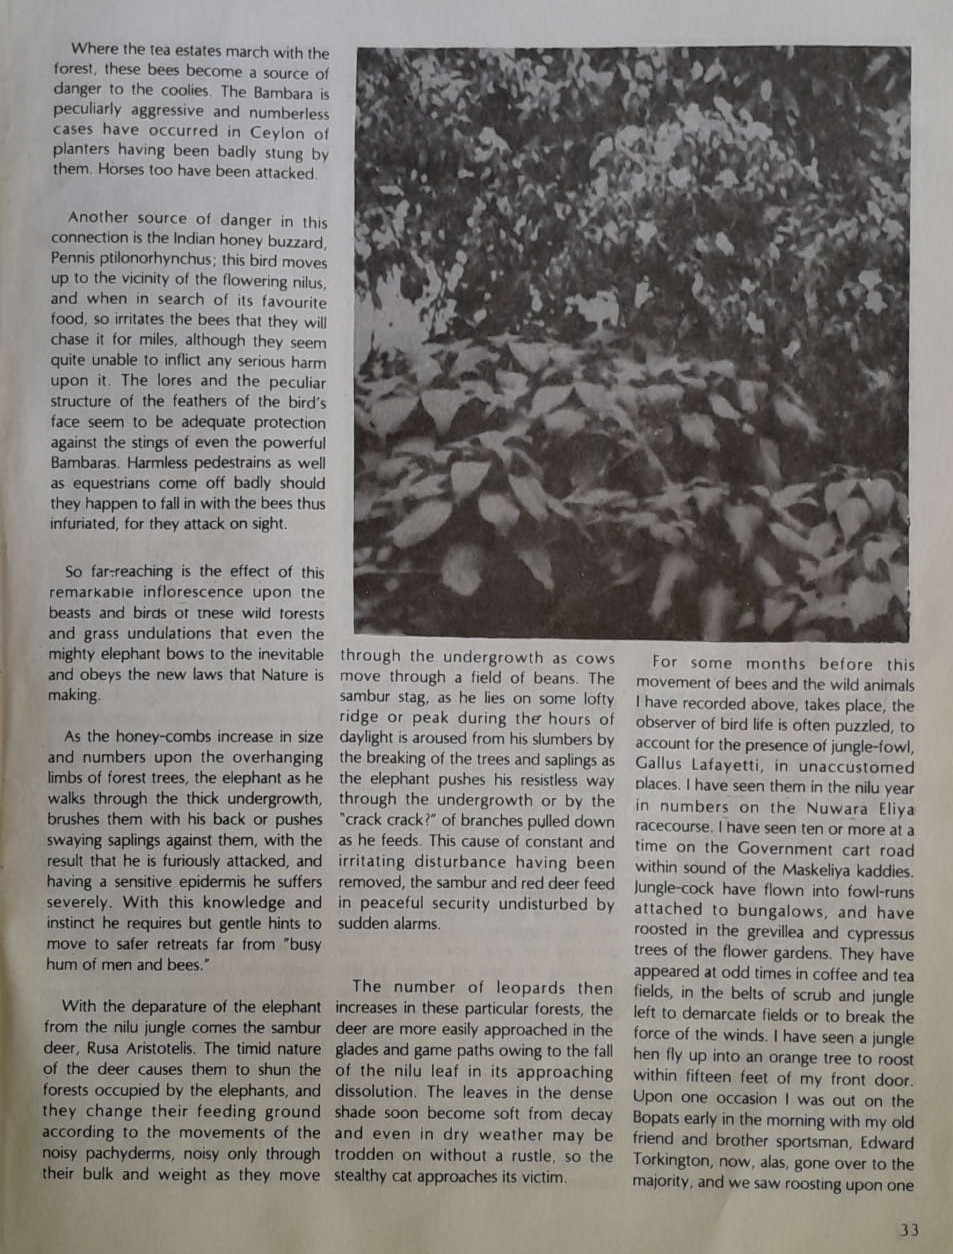 Where the tea estates march with the
forest, these bees become a source of
danger to the coolies. The Bambara is
peculiarly aggressive and numberless
cases have occurred in Ceylon of
planters having been badly stung by
them. Horses too have been attacked.
Another source of danger in this
connection is the Indian honey buzzard,
Pennis ptilonorhynchus; this bird moves
up to the vicinity of the flowering nilus,
and when in search of its favourite
food, so irritates the bees that they will
chase it for miles, although they seem
quite unable to inflict any serious harm
upon it. The lores and the peculiar
structure of the feathers of the bird's
face seem to be adequate protection
against the stings of even the powerful
Bambaras. Harmless pedestrains as well
as equestrians come off badly should
they happen to fall in with the bees thus
infuriated, for they attack on sight.
So far-reaching is the effect of this
remarkable inflorescence upon the
beasts and birds of these wild forests
and grass undulations that even the
mighty elephant bows to the inevitable
and obeys the new laws that Nature is
making.
As the honey-combs increase in size
and numbers upon the overhanging
limbs of forest trees, the elephant as he
walks through the thick undergrowth,
brushes them with his back or pushes
swaying saplings against them, with the
result that he is furiously attacked, and
having a sensitive epidermis he suffers
severely. With this knowledge and
instinct he requires but gentle hints to
move to safer retreats far from "busy
hum of men and bees."
With the deparature of the elephant
from the nilu jungle comes the sambur
deer, Rusa Aristotelis. The timid nature
of the deer causes them to shun the
forests occupied by the elephants, and
they change their feeding ground
according to the movements of the
noisy pachyderms, noisy only through
their bulk and weight as they move
through the undergrowth as cows
move through a field of beans. The
sambur stag, as he lies on some lofty
ridge or peak during the hours of
daylight is aroused from his slumbers by
the breaking of the trees and saplings as
the elephant pushes his resistless way
through the undergrowth or by the
"crack crack?" of branches pulled down
as he feeds. This cause of constant and
irritating disturbance having been
removed, the sambur and red deer feed
in peaceful security undisturbed by
sudden alarms.
The number of leopards then
increases in these particular forests, the
deer are more easily approached in the
glades and game paths owing to the fall
of the nilu leaf in its approaching
dissolution. The leaves in the dense
shade soon become soft from decay
and even in dry weather may be
trodden on without a rustle, so the
stealthy cat approaches its victim.
For some months before this
movement of bees and the wild animals
I have recorded above, takes place, the
observer of bird life is often puzzled, to
account for the presence of jungle-fowl,
Gallus Lafayetti, in unaccustomed
places. I have seen them in the nilu year
in numbers on the Nuwara Eliya
racecourse. I have seen ten or more at a
time on the Government cart road
within sound of the Maskeliya kaddies.
Jungle-cock have flown into fowl-runs
attached to bungalows, and have
roosted in the grevillea and cypressus
trees of the flower gardens. They have
appeared at odd times in coffee and tea
fields, in the belts of scrub and jungle
left to demarcate fields or to break the
force of the winds. I have seen a jungle
hen fly up into an orange tree to roost
within fifteen feet of my front door.
Upon one occasion I was out on the
Bopats early in the morning with my old
friend and brother sportsman, Edward
Torkington, now, alas, gone over to the
majority, and we saw roosting upon one
33